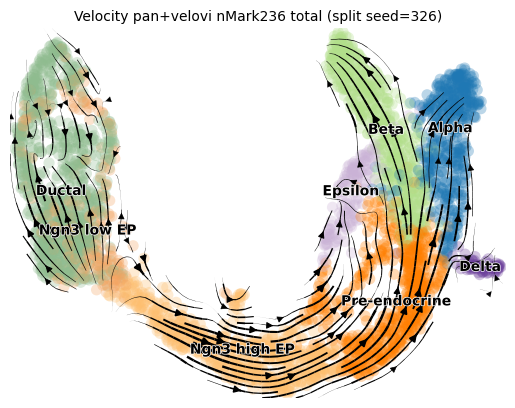 Velocity pan+velovi nMark236 total (split seed=326)
Beta
Alpha
Ductal
Epsilon
Ngn3 low EP
Delta
Pre-endocrine
Ngn3 high EP